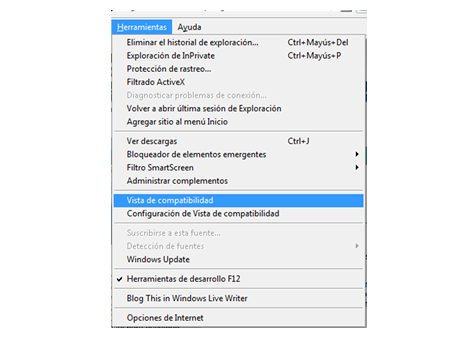 Herramientas Ayuda
Eliminar el historial de exploración... Ctrl+Mayús+Del
Exploración de InPrivate Ctrl+Mayús+P
Protección de rastreo...
Filtrado ActiveX
Diagnosticar problemas de conexión...
Volver a abrir última sesión de Exploración
Agregar sitio al menú Inicio
Ver descargas Ctrl+J
Bloqueador de elementos emergentes
Filtro SmartScreen
Administrar complementos
Vista de compatibilidad
Configuración de Vista de compatibilidad
Suscribirse a esta fuente...
Detección de fuentes
Windows Update
Herramientas de desarrollo F12
Blog This in Windows Live Writer
Opciones de Internet